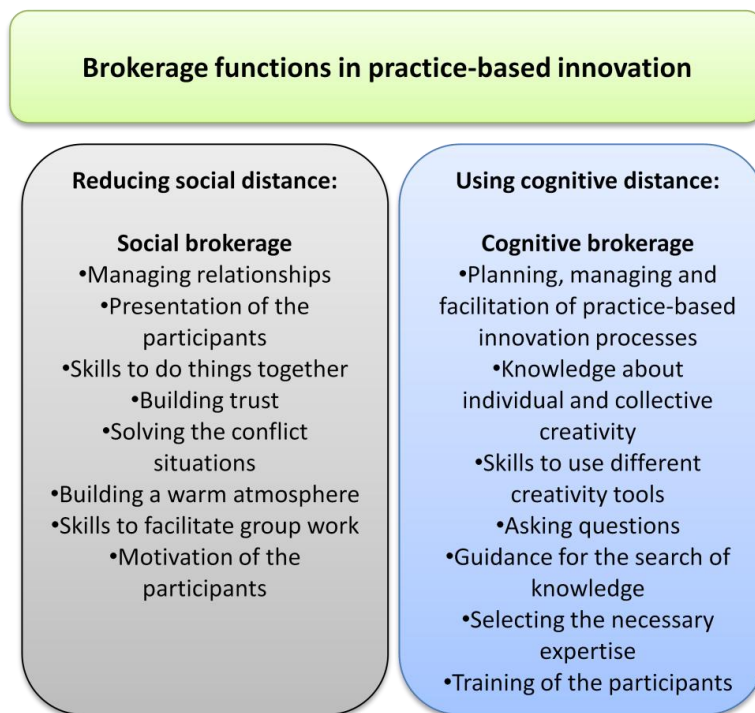 Brokerage functions in practice-based innovation
Reducing social distance:
Social brokerage
•Managing relationships
•Presentation of the
participants
•Skills to do things together
•Building trust
•Solving the conflict
situations
•Building a warm atmosphere
•Skills to facilitate group work
•Motivation of the
participants
Using cognitive distance:
Cognitive brokerage
•Planning, managing and
facilitation of practice-based
innovation processes
•Knowledge about
individual and collective
creativity
•Skills to use different
creativity tools
•Asking questions
•Guidance for the search of
knowledge
•Selecting the necessary
expertise
•Training of the participants